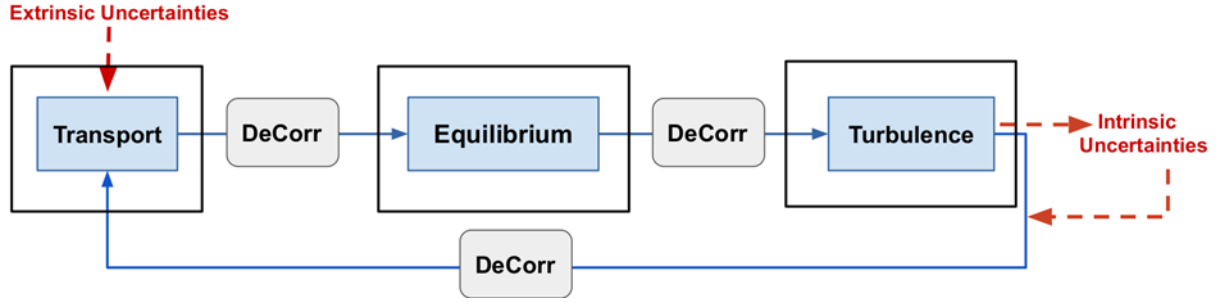 Extrinsic Uncertainties
Transport
DeCorr
Equilibrium
DeCorr
Turbulence
Intrinsic
Uncertainties
DeCorr